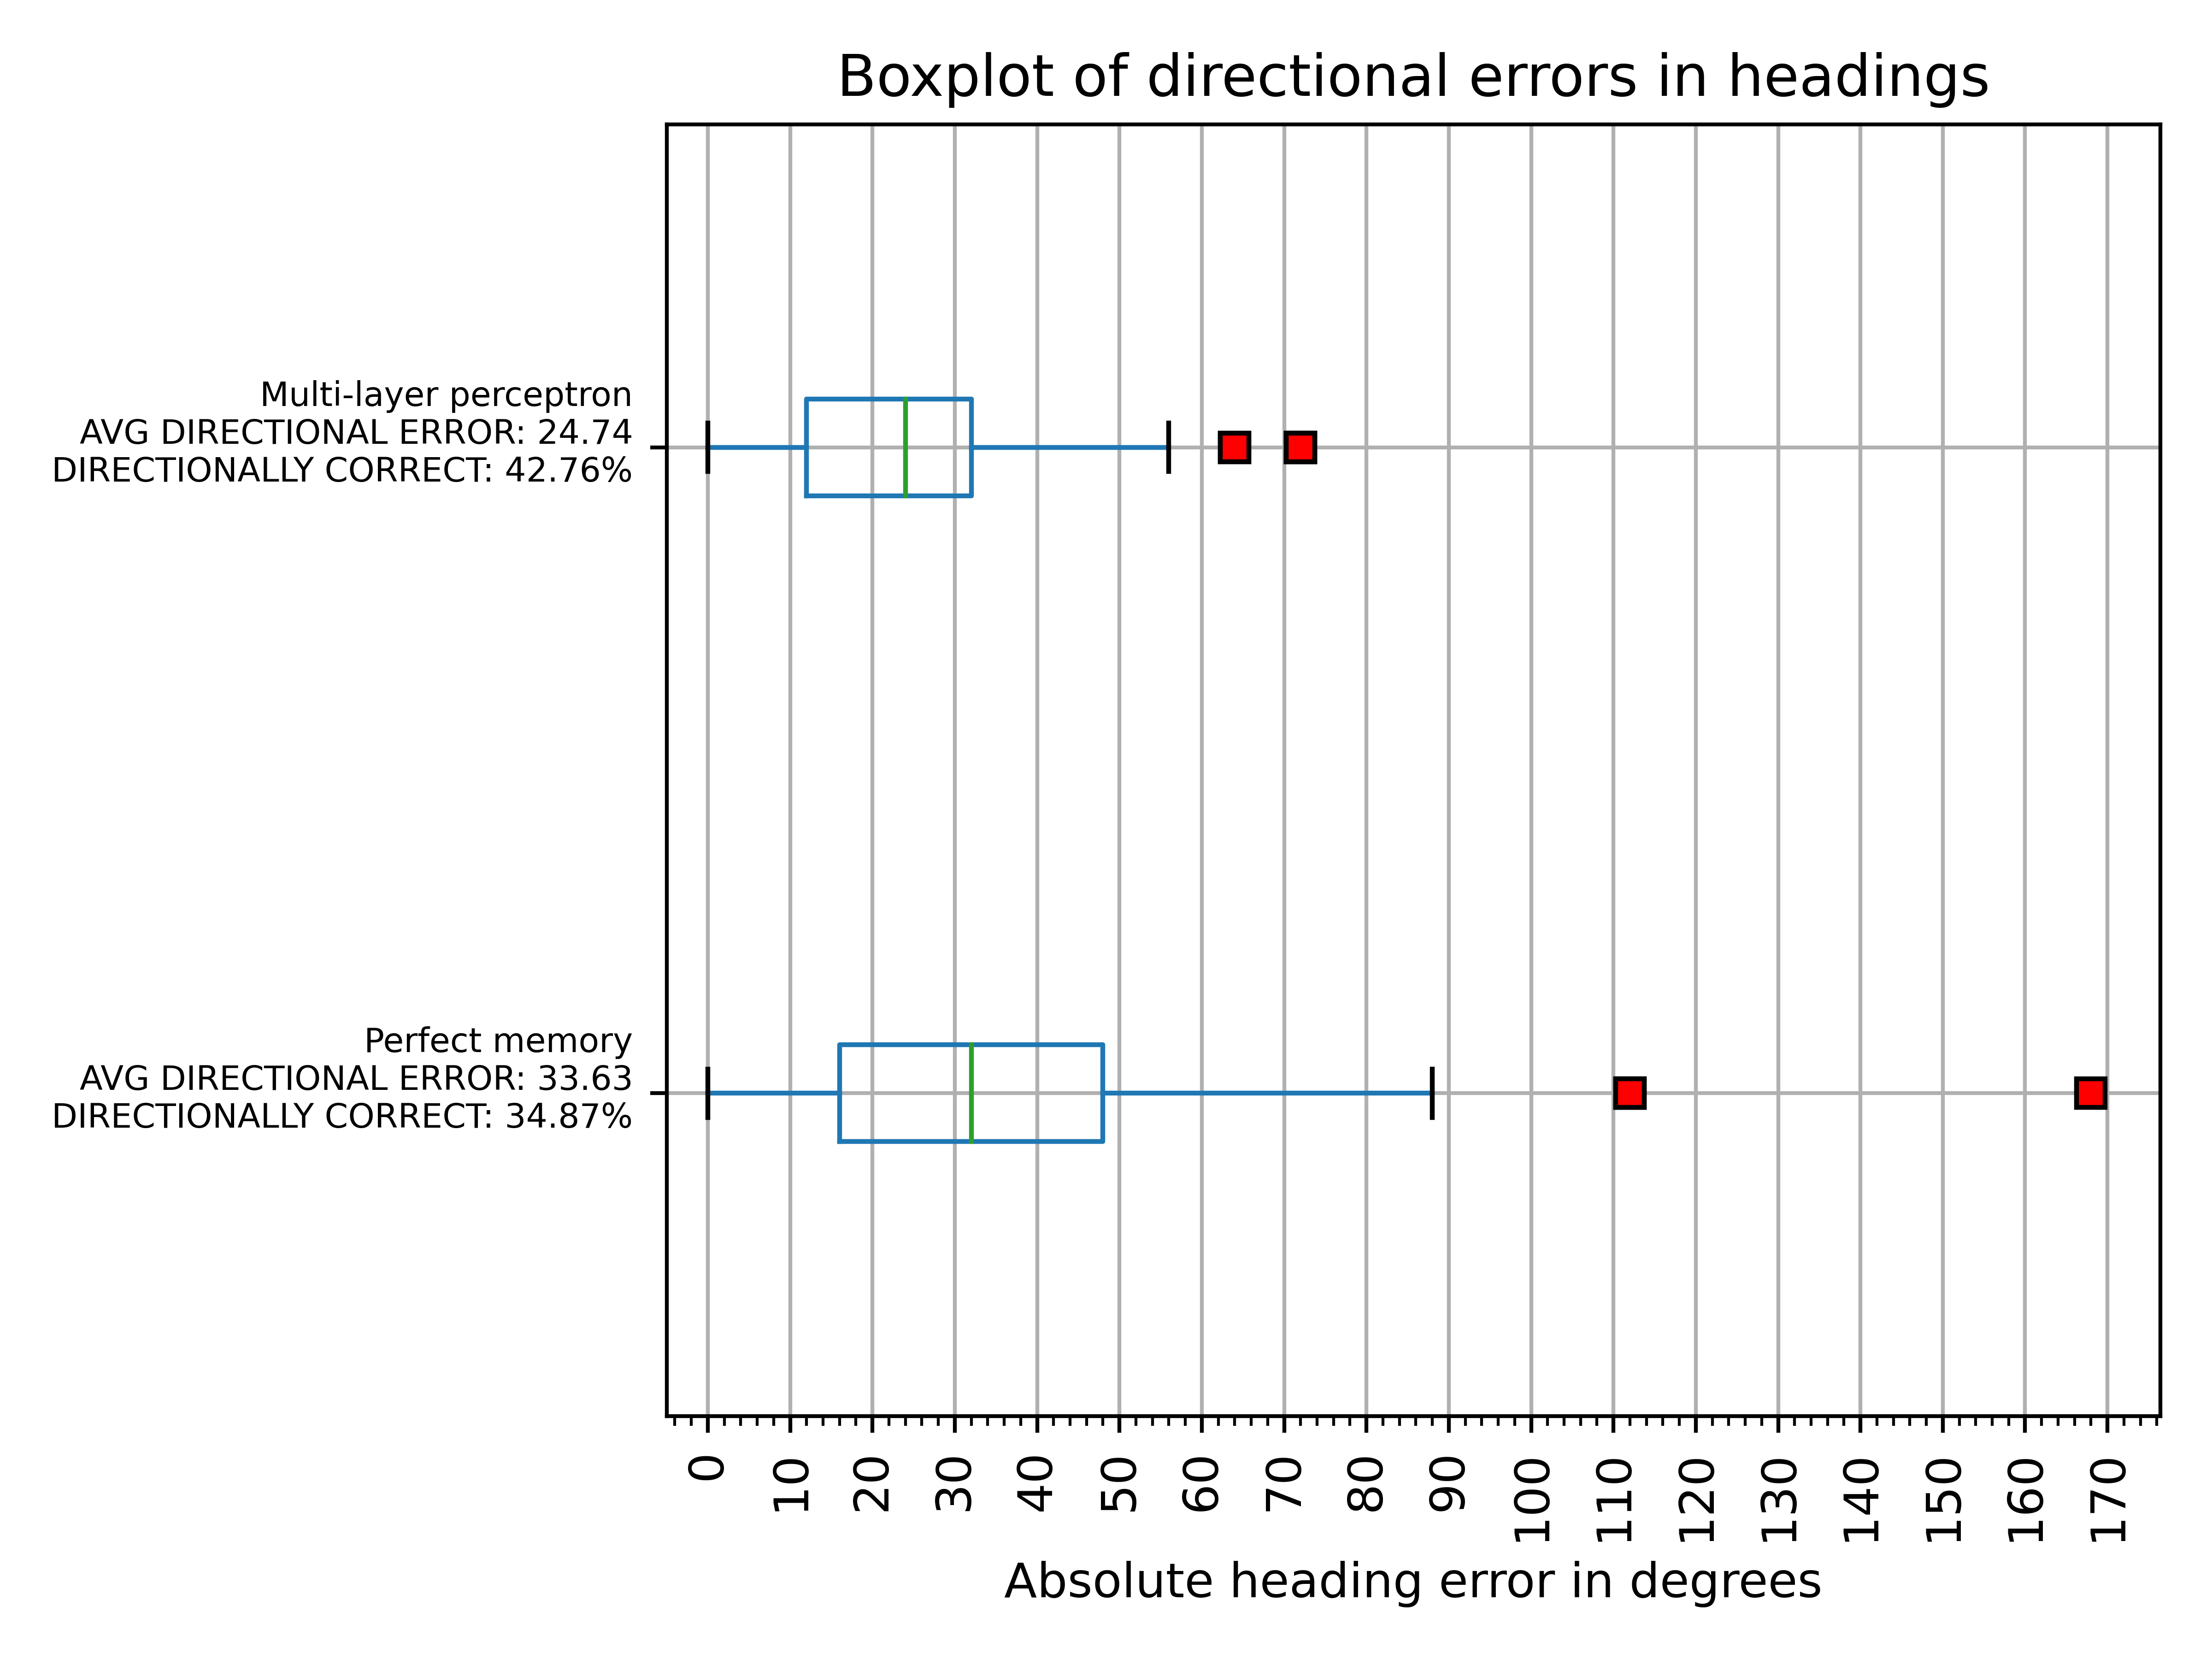 Boxplot of directional errors in headings
Multi-layer perceptron
AVG DIRECTIONAL ERROR: 24.74
DIRECTIONALLY CORRECT: 42.76%
Perfect memory
AVG DIRECTIONAL ERROR: 33.63
DIRECTIONALLY CORRECT: 34.87%
0 10 20 30 40 50 60 70 80 90 100 110 120 130 140 150 160 170
Absolute heading error in degrees